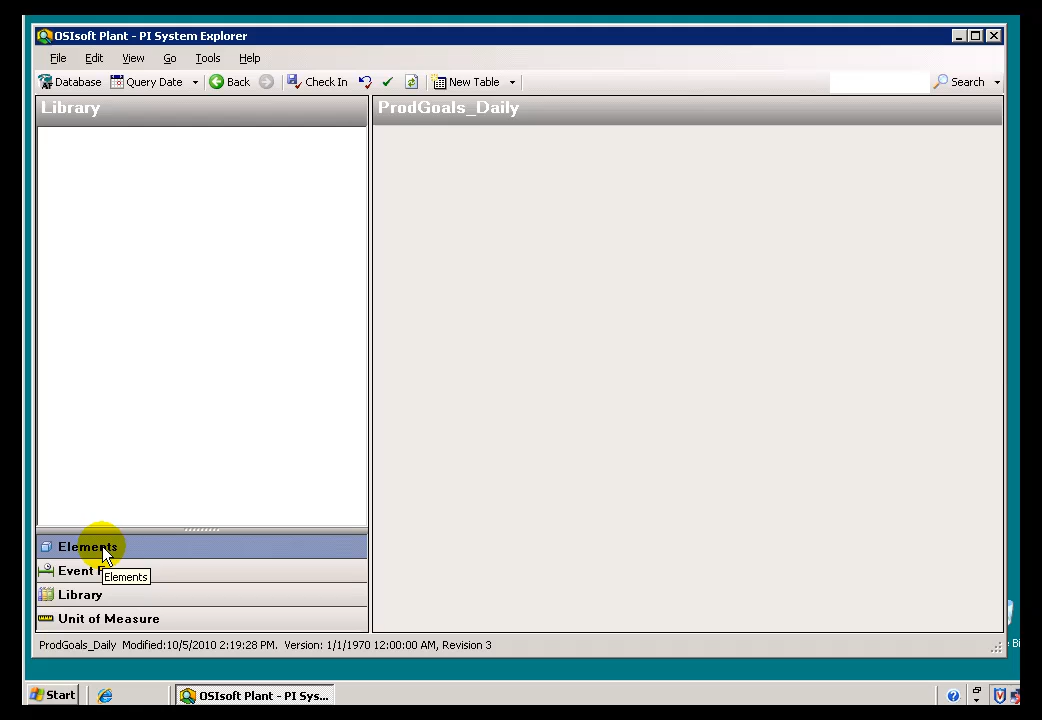 OSIsoft Plant - PI System Explorer
File Edit View Go Tools Help
Database Query Date Back Check In New Table Search
Library ProdGoals_Daily
Elements
Event F
Elements
Library
Unit of Measure
ProdGoals_Daily Modified:10/5/2010 2:19:28 PM. Version: 1/1/1970 12:00:00 AM, Revision 3
Bi
Start OSIsoft Plant - PI Sys...